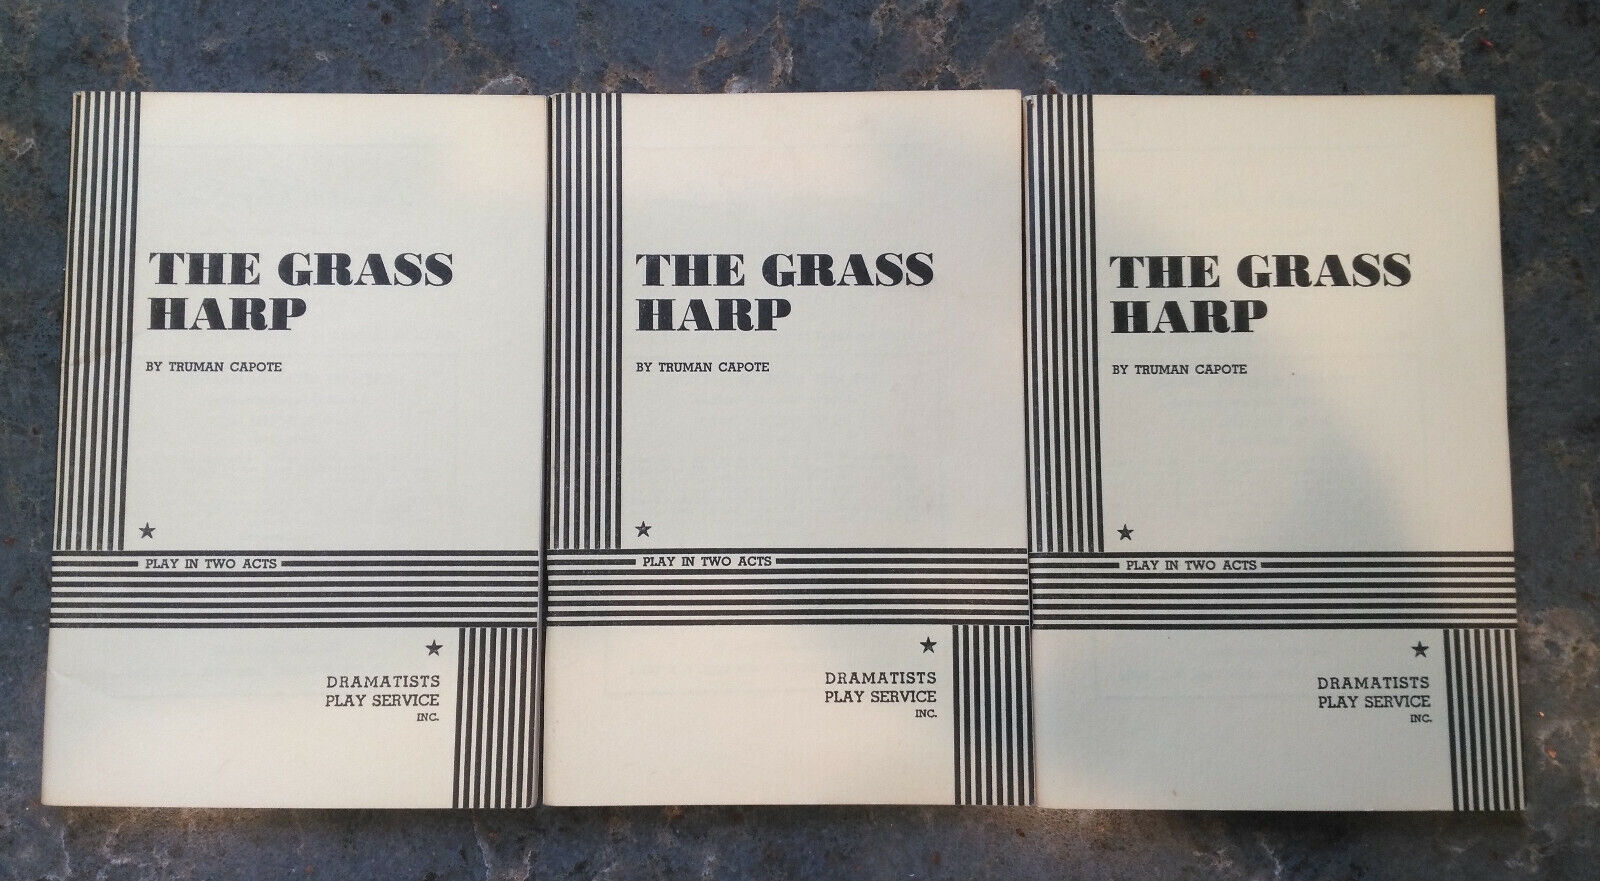 THE GRASS
HARP
BY TRUMAN CAPOTE
PLAY IN TWO ACTS
DRAMATISTS
PLAY SERVICE
INC.
THE GRASS
HARP
BY TRUMAN CAPOTE
PLAY IN TWO ACTS
DRAMATISTS
PLAY SERVICE
INC.
THE GRASS
HARP
BY TRUMAN CAPOTE
PLAY IN TWO ACTS
DRAMATISTS
PLAY SERVICE
INC.